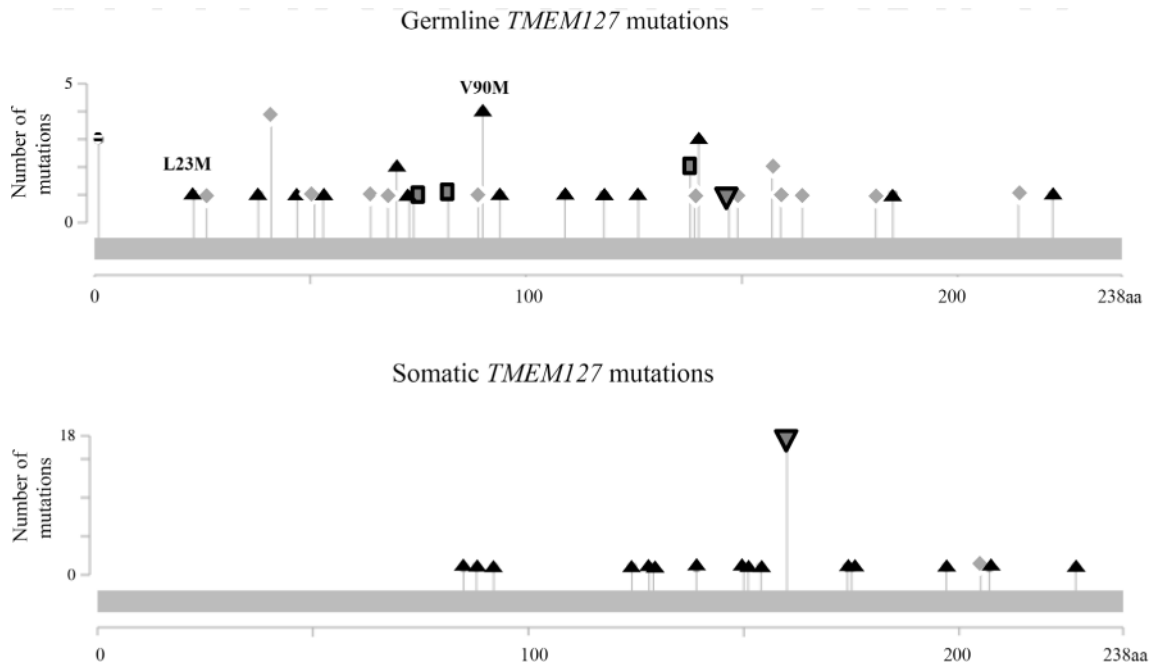 Germline TMEM127 mutations
Number of
mutations
5
0
L23M
V90M
0
100
200
238aa
Somatic TMEM127 mutations
Number of
mutations
18
0
0
100
200
238aa